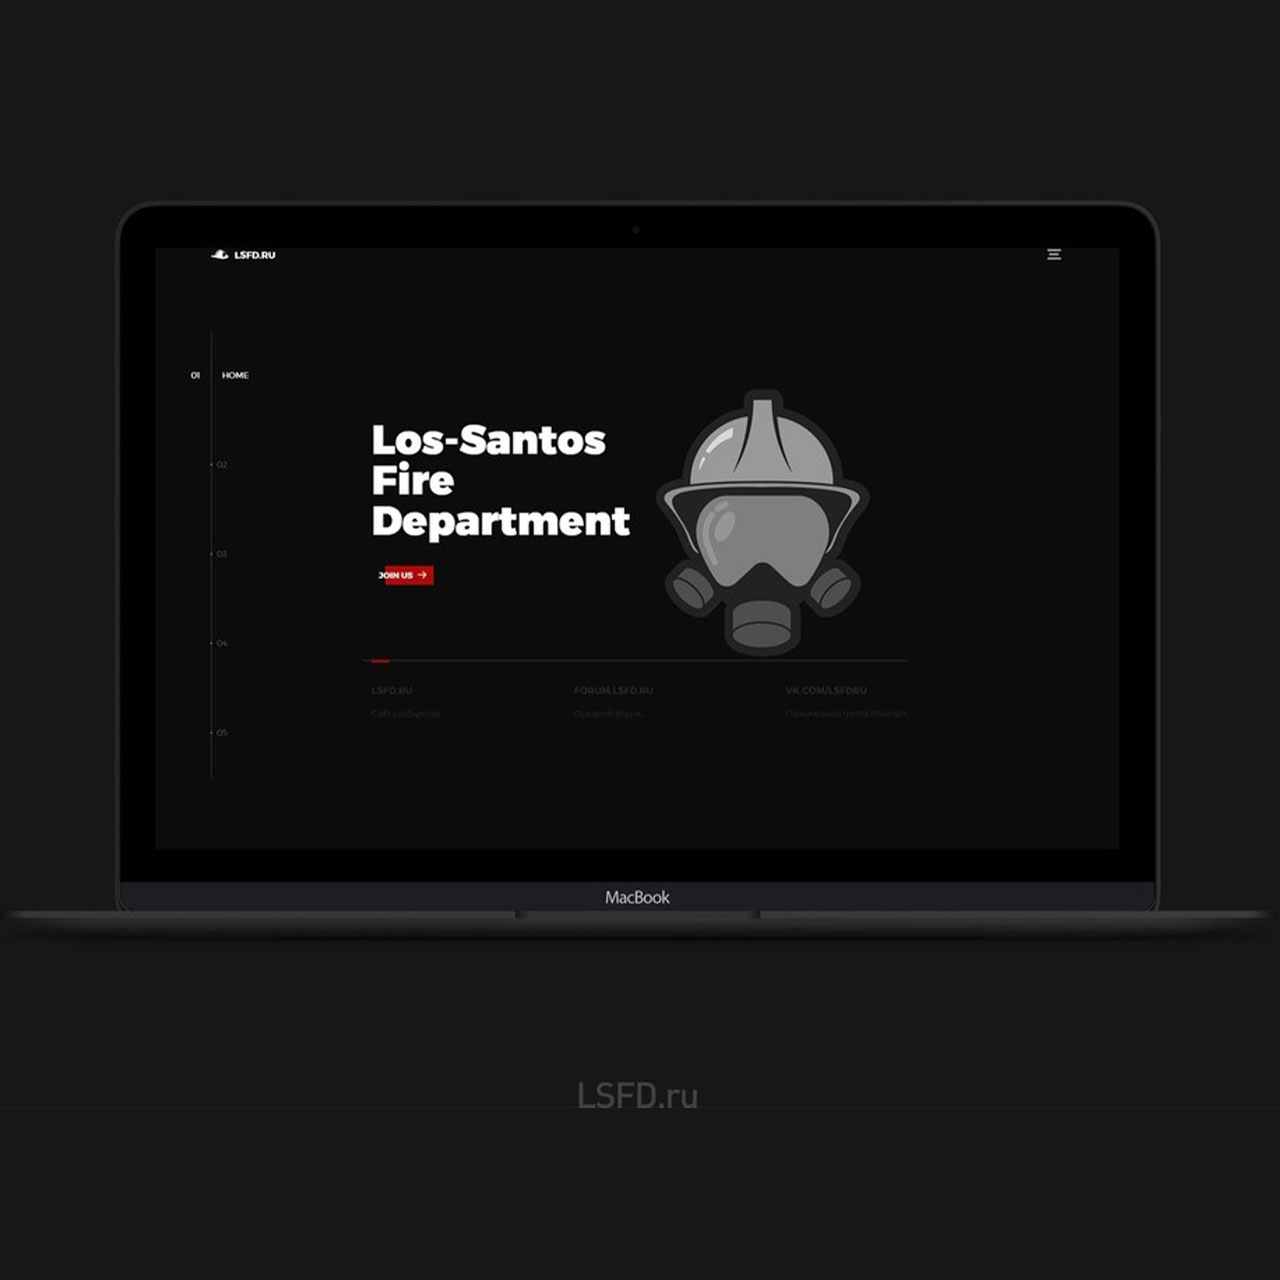 LSFD.RU
01 HOME
02
03
04
05
Los-Santos
Fire
Department
JOIN US →
LSFD.RU
FORUM.LSFD.RU
VK.COM/LSFDRU
Сайт сообщества.
Основной форум.
Официальная группа Вконтакт.
MacBook
LSFD.ru